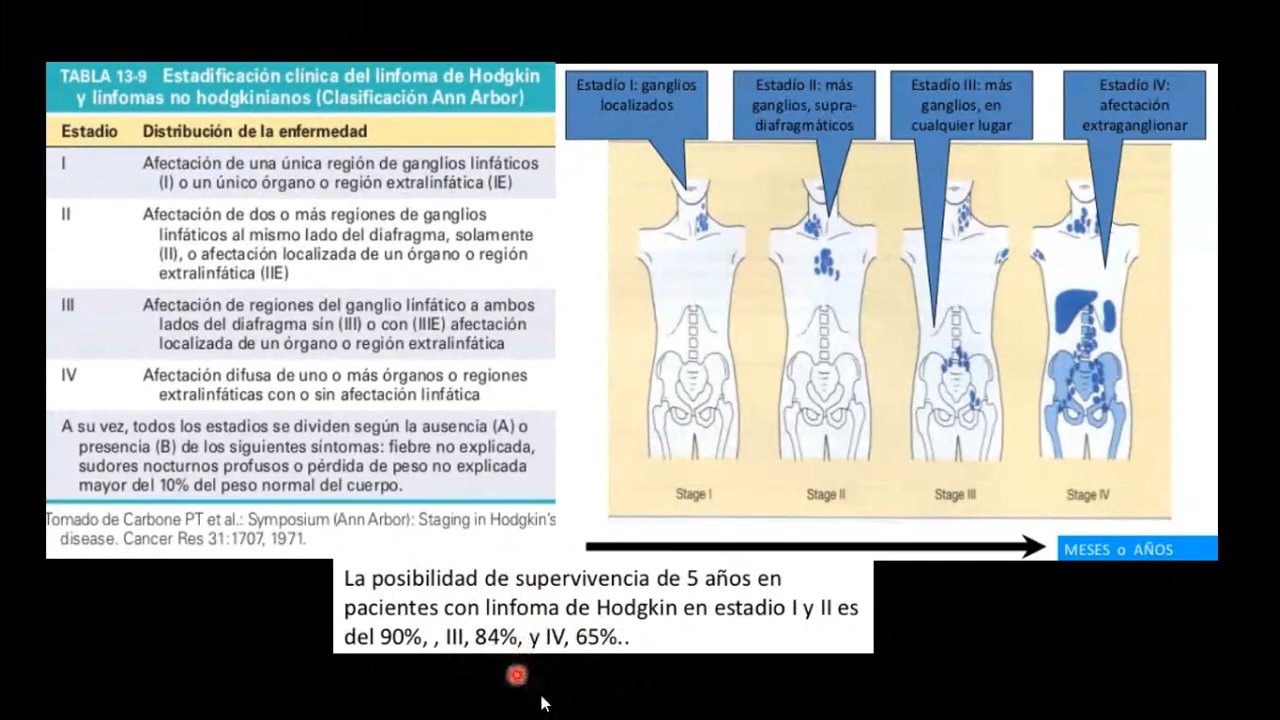 TABLA 13-9 Estadificación clínica del linfoma de Hodgkin
y linfomas no hodgkinianos (Clasificación Ann Arbor)
Estadio Distribución de la enfermedad
I Afectación de una única región de ganglios linfáticos
(I) o un único órgano o región extralinfática (IE)
II Afectación de dos o más regiones de ganglios
linfáticos al mismo lado del diafragma, solamente
(II), o afectación localizada de un órgano o región
extralinfática (IIE)
III Afectación de regiones del ganglio linfático a ambos
lados del diafragma sin (III) o con (IIIE) afectación
localizada de un órgano o región extralinfática
IV Afectación difusa de uno o más órganos o regiones
extralinfáticas con o sin afectación linfática
A su vez, todos los estadios se dividen según la ausencia (A) o
presencia (B) de los siguientes síntomas: fiebre no explicada,
sudores nocturnos profusos o pérdida de peso no explicada
mayor del 10% del peso normal del cuerpo.
Tomado de Carbone PT et al.: Symposium (Ann Arbor): Staging in Hodgkin's
disease. Cancer Res 31:1707, 1971.
Estadío I: ganglios
localizados
Estadío II: más
ganglios, supra-
diafragmáticos
Estadío III: más
ganglios, en
cualquier lugar
Estadío IV:
afectación
extraganglionar
Stage I
Stage II
Stage III
Stage IV
MESES o AÑOS
La posibilidad de supervivencia de 5 años en
pacientes con linfoma de Hodgkin en estadio I y II es
del 90%, , III, 84%, y IV, 65%..